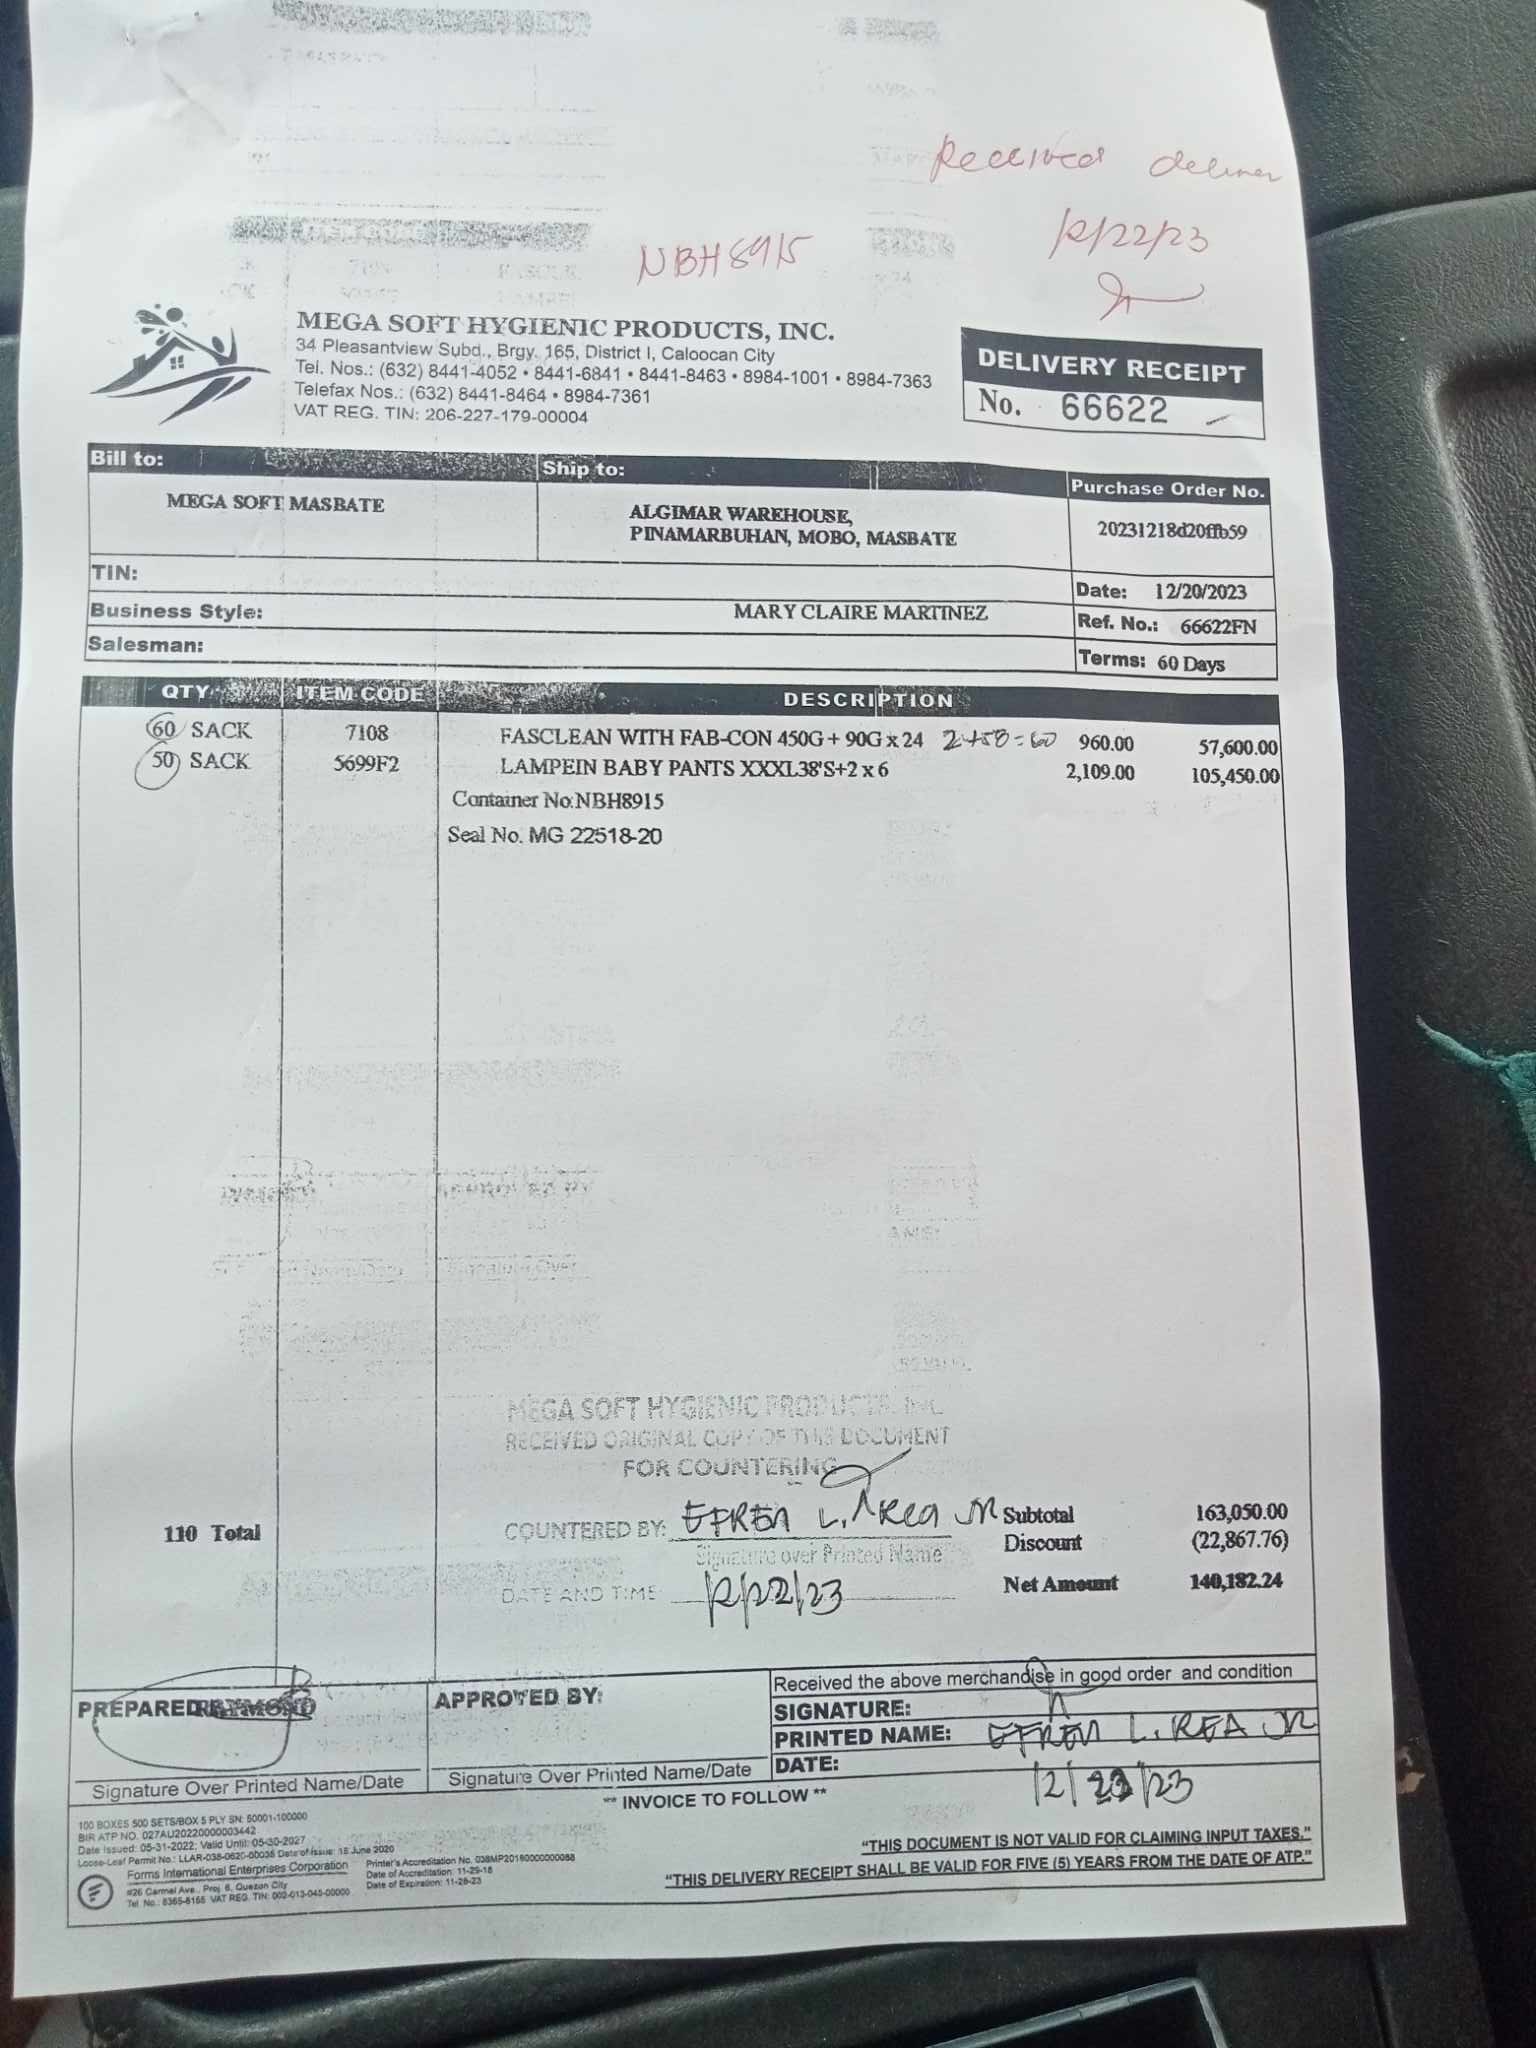 Received
12/22/23
NBH8915
MEGA SOFT HYGIENIC PRODUCTS, INC.
34 Pleasantview Subd., Brgy. 165, District I, Caloocan City
Tel. Nos.: (632) 8441-4052 • 8441-6841 • 8441-8463 • 8984-1001 • 8984-7363
Telefax Nos.: (632) 8441-8464 • 8984-7361
VAT REG. TIN: 206-227-179-00004
DELIVERY RECEIPT
No. 66622
Bill to: Ship to: Purchase Order No.
MEGA SOFT MASBATE
ALGIMAR WAREHOUSE,
PINAMARBUHAN, MOBO, MASBATE
20231218d20ffb59
TIN:
Date: 12/20/2023
Business Style: MARY CLAIRE MARTINEZ
Ref. No.: 66622FN
Salesman:
Terms: 60 Days
QTY ITEM CODE DESCRIPTION
60 SACK 7108 FASCLEAN WITH FAB-CON 450G + 90G x 24 2+58=60 960.00 57,600.00
50 SACK 5699F2 LAMPEIN BABY PANTS XXXL38'S+2 x 6 2,109.00 105,450.00
Container No:NBH8915
Seal No. MG 22518-20
MEGA SOFT HYGIENIC PRODUCTS, INC.
RECEIVED ORIGINAL COPY OF THIS DOCUMENT
FOR COUNTERING
110 Total
COUNTERED BY: EFREN L. REA JR
Signature over Printed Name
DATE AND TIME: 12/22/23
Subtotal 163,050.00
Discount (22,867.76)
Net Amount 140,182.24
PREPARED
Signature Over Printed Name/Date
APPROVED BY:
Signature Over Printed Name/Date
Received the above merchandise in good order and condition
SIGNATURE:
PRINTED NAME: EFREN L. REA JR
DATE: 12/22/23
** INVOICE TO FOLLOW **
100 BOXES 500 SETS/BOX 5 PLY SN: 50001-100000
BIR ATP NO. 027AU20220000003442
Date Issued: 05-31-2022; Valid Until: 05-30-2027
Loose-Leaf Permit No.: LLAR-038-0620-00035 Date of Issue: 15 June 2020
Forms International Enterprises Corporation
#26 Carmel Ave., Proj. 6, Quezon City
Tel. No.: 8365-8155 VAT REG. TIN: 002-013-045-00000
Printer's Accreditation No. 038MP20180000000088
Date of Accreditation: 11-29-18
Date of Expiration: 11-28-23
"THIS DOCUMENT IS NOT VALID FOR CLAIMING INPUT TAXES."
"THIS DELIVERY RECEIPT SHALL BE VALID FOR FIVE (5) YEARS FROM THE DATE OF ATP."